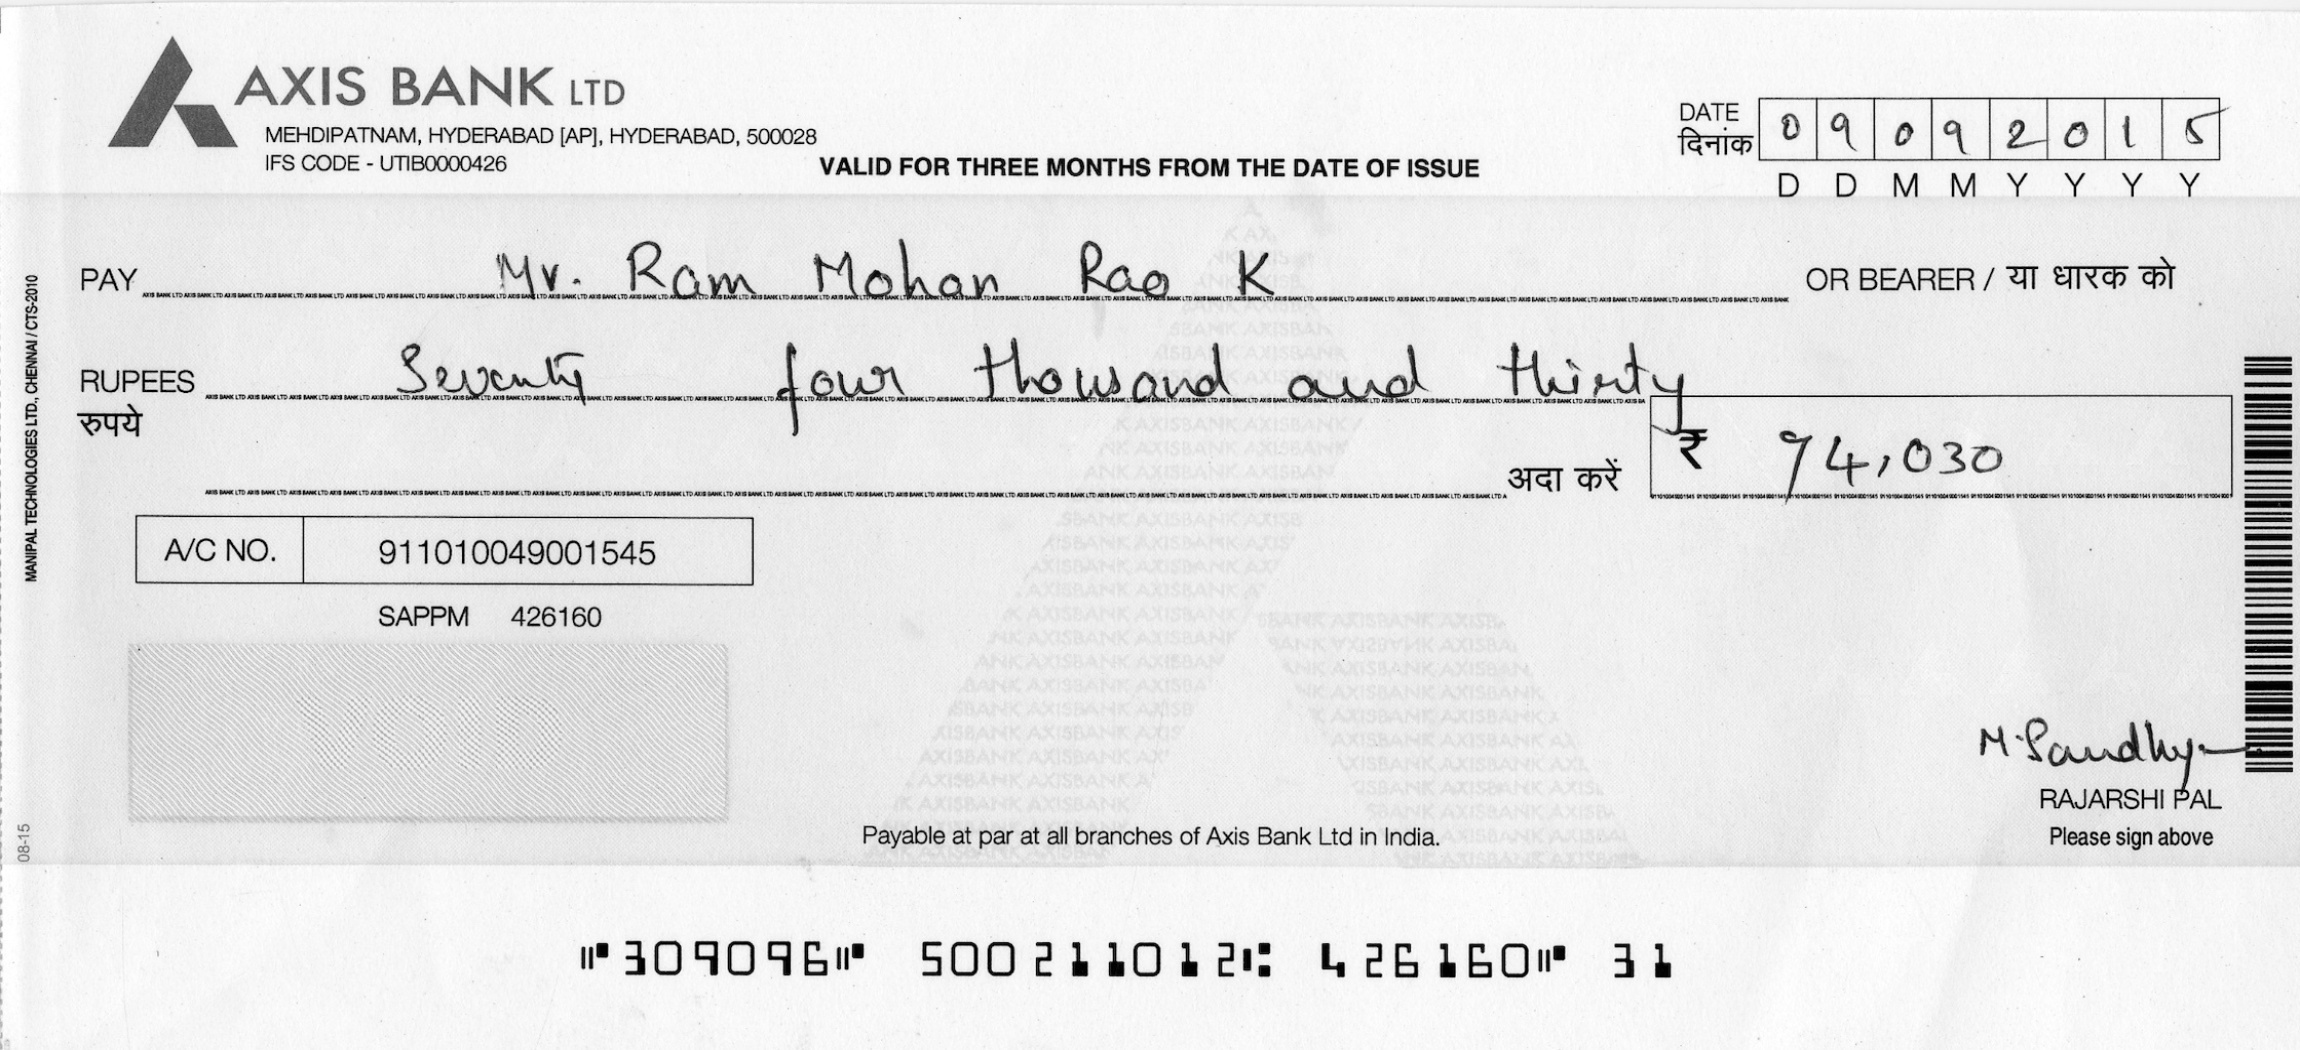 AXIS BANK LTD
MEHDIPATNAM, HYDERABAD [AP], HYDERABAD, 500028
IFS CODE - UTIB0000426
VALID FOR THREE MONTHS FROM THE DATE OF ISSUE
DATE
दिनांक
0 9 0 9 2 0 1 5
D D M M Y Y Y Y
PAY Mr. Ram Mohan Rao K OR BEARER / या धारक को
RUPEES Seventy four thousand and thirty
रुपये
अदा करें ₹ 74,030
A/C NO. 911010049001545
SAPPM 426160
VOID
M. Sandhya
RAJARSHI PAL
Please sign above
Payable at par at all branches of Axis Bank Ltd in India.
MANIPAL TECHNOLOGIES LTD., CHENNAI / CTS-2010
08-15
⑈309096⑈ 500211012⑆ 426160⑈ 31